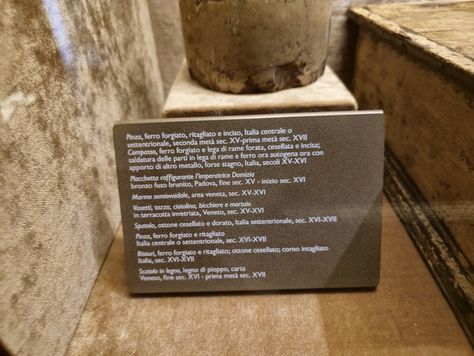 Pinza, ferro forgiato, ritagliato e inciso, Italia centrale o
settentrionale, seconda metà sec. XV-prima metà sec. XVII
Compasso, ferro forgiato e lega di rame forata, cesellata e incisa;
saldatura delle parti in lega di rame e ferro ora autogena ora con
apporto di altro metallo, forse stagno, Italia, secoli XV-XVI
Placchetta raffigurante l'imperatrice Domizia
bronzo fuso brunito, Padova, fine sec. XV - inizio sec. XVI
Marmo semiovoidale, area veneta, sec. XV-XVI
Vasetti, tazza, ciotolina, bicchiere e mortaio
in terracotta invetriata, Veneto, sec. XV-XVI
Spatola, ottone cesellato e dorato, Italia settentrionale, sec. XVI-XVII
Pinza, ferro forgiato e ritagliato
Italia centrale o settentrionale, sec. XVI-XVII
Bisturi, ferro forgiato e ritagliato; ottone cesellato; corno intagliato
Italia, sec. XVI-XVII
Scatola in legno, legno di pioppo, carta
Veneto, fine sec. XVI - prima metà sec. XVII